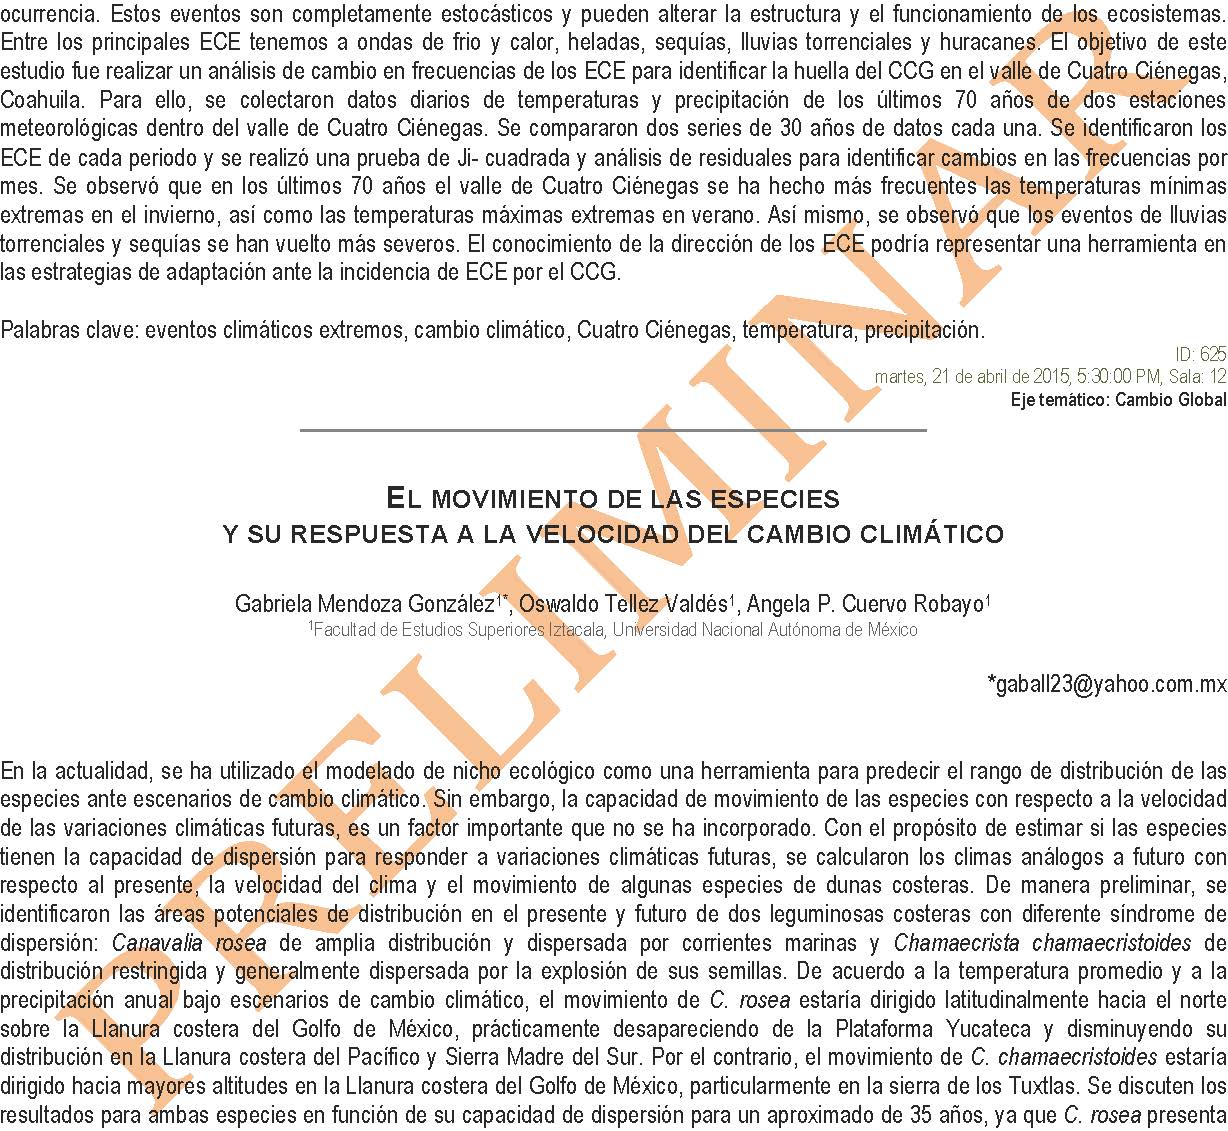 ocurrencia. Estos eventos son completamente estocásticos y pueden alterar la estructura y el funcionamiento de los ecosistemas.
Entre los principales ECE tenemos a ondas de frio y calor, heladas, sequías, lluvias torrenciales y huracanes. El objetivo de este
estudio fue realizar un análisis de cambio en frecuencias de los ECE para identificar la huella del CCG en el valle de Cuatro Ciénegas,
Coahuila. Para ello, se colectaron datos diarios de temperaturas y precipitación de los últimos 70 años de dos estaciones
meteorológicas dentro del valle de Cuatro Ciénegas. Se compararon dos series de 30 años de datos cada una. Se identificaron los
ECE de cada periodo y se realizó una prueba de Ji- cuadrada y análisis de residuales para identificar cambios en las frecuencias por
mes. Se observó que en los últimos 70 años el valle de Cuatro Ciénegas se ha hecho más frecuentes las temperaturas mínimas
extremas en el invierno, así como las temperaturas máximas extremas en verano. Así mismo, se observó que los eventos de lluvias
torrenciales y sequías se han vuelto más severos. El conocimiento de la dirección de los ECE podría representar una herramienta en
las estrategias de adaptación ante la incidencia de ECE por el CCG.
Palabras clave: eventos climáticos extremos, cambio climático, Cuatro Ciénegas, temperatura, precipitación.
ID: 625
martes, 21 de abril de 2015, 5:30:00 PM, Sala: 12
Eje temático: Cambio Global
EL MOVIMIENTO DE LAS ESPECIES
Y SU RESPUESTA A LA VELOCIDAD DEL CAMBIO CLIMÁTICO
Gabriela Mendoza González1*, Oswaldo Tellez Valdés1, Angela P. Cuervo Robayo1
1Facultad de Estudios Superiores Iztacala, Universidad Nacional Autónoma de México
*gaball23@yahoo.com.mx
En la actualidad, se ha utilizado el modelado de nicho ecológico como una herramienta para predecir el rango de distribución de las
especies ante escenarios de cambio climático. Sin embargo, la capacidad de movimiento de las especies con respecto a la velocidad
de las variaciones climáticas futuras, es un factor importante que no se ha incorporado. Con el propósito de estimar si las especies
tienen la capacidad de dispersión para responder a variaciones climáticas futuras, se calcularon los climas análogos a futuro con
respecto al presente, la velocidad del clima y el movimiento de algunas especies de dunas costeras. De manera preliminar, se
identificaron las áreas potenciales de distribución en el presente y futuro de dos leguminosas costeras con diferente síndrome de
dispersión: Canavalia rosea de amplia distribución y dispersada por corrientes marinas y Chamaecrista chamaecristoides de
distribución restringida y generalmente dispersada por la explosión de sus semillas. De acuerdo a la temperatura promedio y a la
precipitación anual bajo escenarios de cambio climático, el movimiento de C. rosea estaría dirigido latitudinalmente hacia el norte
sobre la Llanura costera del Golfo de México, prácticamente desapareciendo de la Plataforma Yucateca y disminuyendo su
distribución en la Llanura costera del Pacífico y Sierra Madre del Sur. Por el contrario, el movimiento de C. chamaecristoides estaría
dirigido hacia mayores altitudes en la Llanura costera del Golfo de México, particularmente en la sierra de los Tuxtlas. Se discuten los
resultados para ambas especies en función de su capacidad de dispersión para un aproximado de 35 años, ya que C. rosea presenta
PRELIMINAR